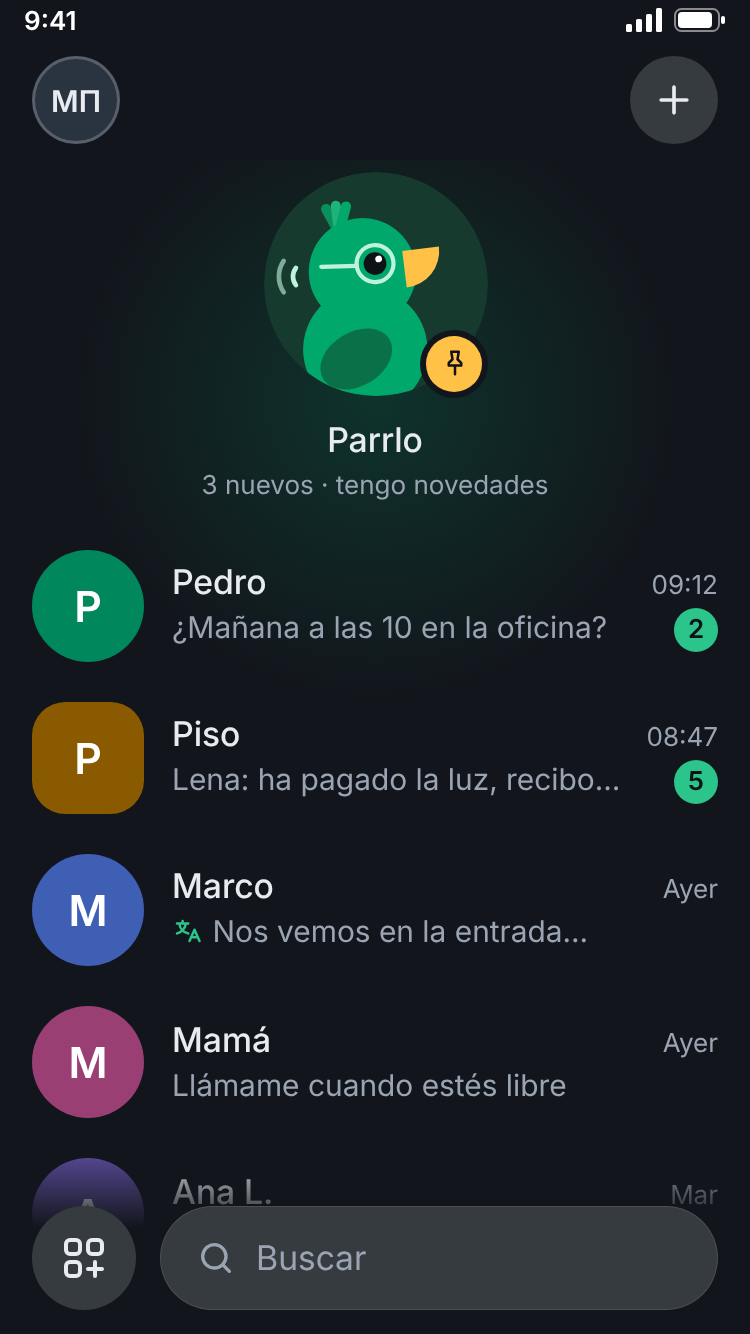 9:41
МП
Parrlo
3 nuevos · tengo novedades
P
Pedro
09:12
¿Mañana a las 10 en la oficina?
2
P
Piso
08:47
Lena: ha pagado la luz, recibo...
5
M
Marco
Ayer
Nos vemos en la entrada...
M
Mamá
Ayer
Llámame cuando estés libre
A
Ana L.
Mar
Buscar